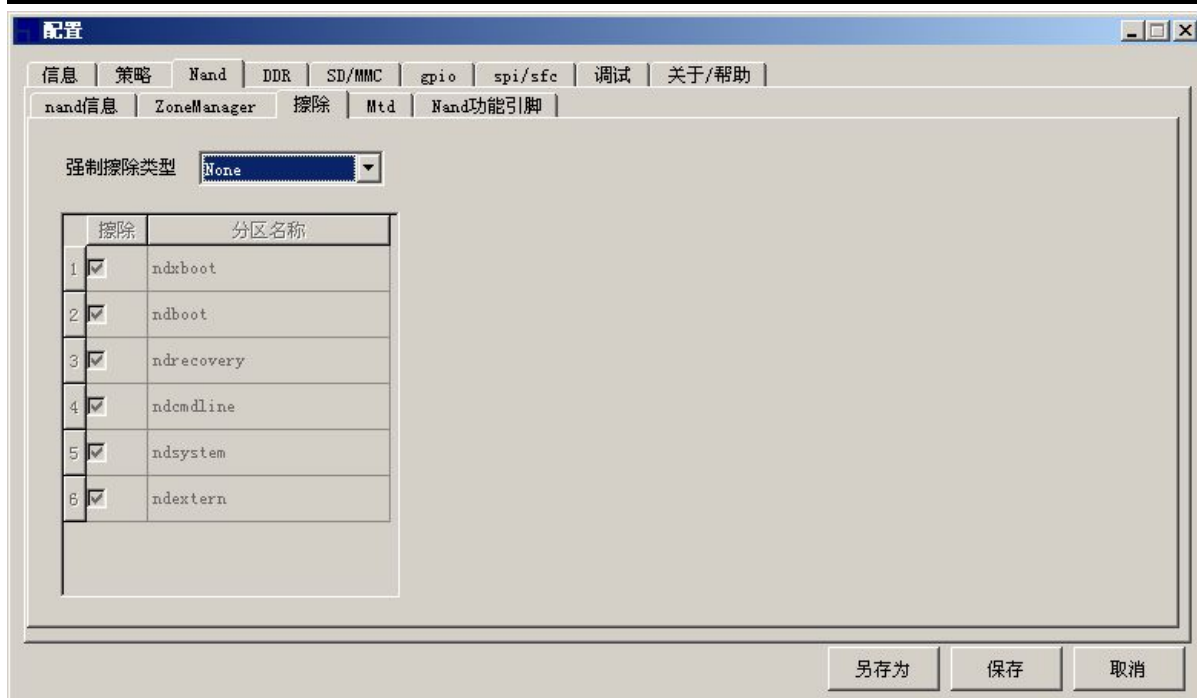 配置
信息 策略 Nand DDR SD/MMC gpio spi/sfc 调试 关于/帮助
nand信息 ZoneManager 擦除 Mtd Nand功能引脚
强制擦除类型 None
擦除 分区名称
1 ndxboot
2 ndboot
3 ndrecovery
4 ndcmdline
5 ndsystem
6 ndextern
另存为 保存 取消